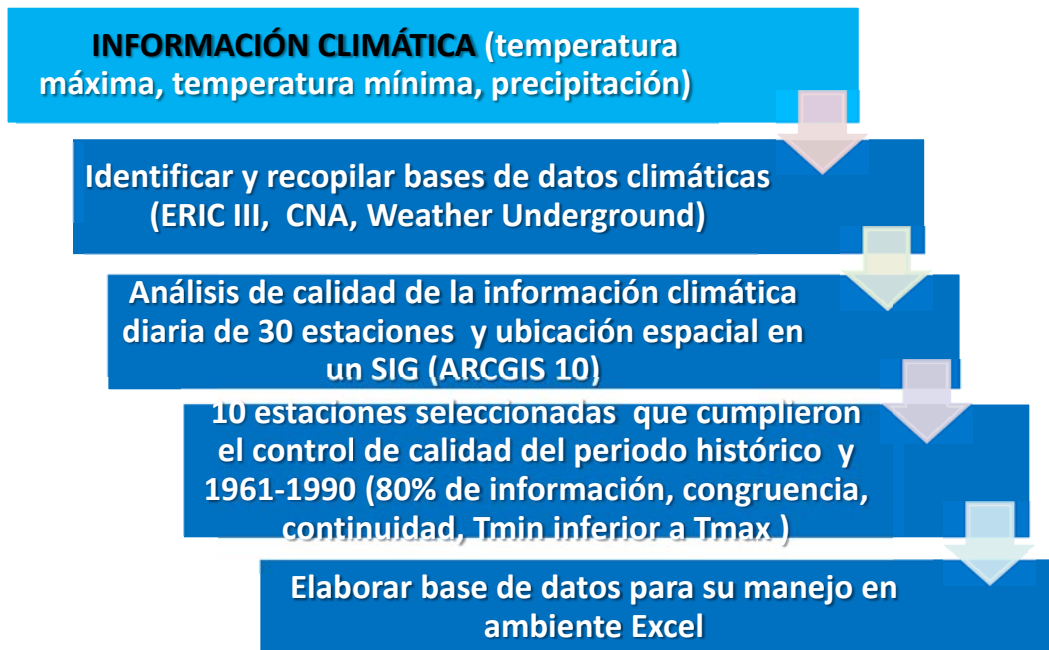 INFORMACIÓN CLIMÁTICA (temperatura
máxima, temperatura mínima, precipitación)
Identificar y recopilar bases de datos climáticas
(ERIC III, CNA, Weather Underground)
Análisis de calidad de la información climática
diaria de 30 estaciones y ubicación espacial en
un SIG (ARCGIS 10)
10 estaciones seleccionadas que cumplieron
el control de calidad del periodo histórico y
1961-1990 (80% de información, congruencia,
continuidad, Tmin inferior a Tmax )
Elaborar base de datos para su manejo en
ambiente Excel